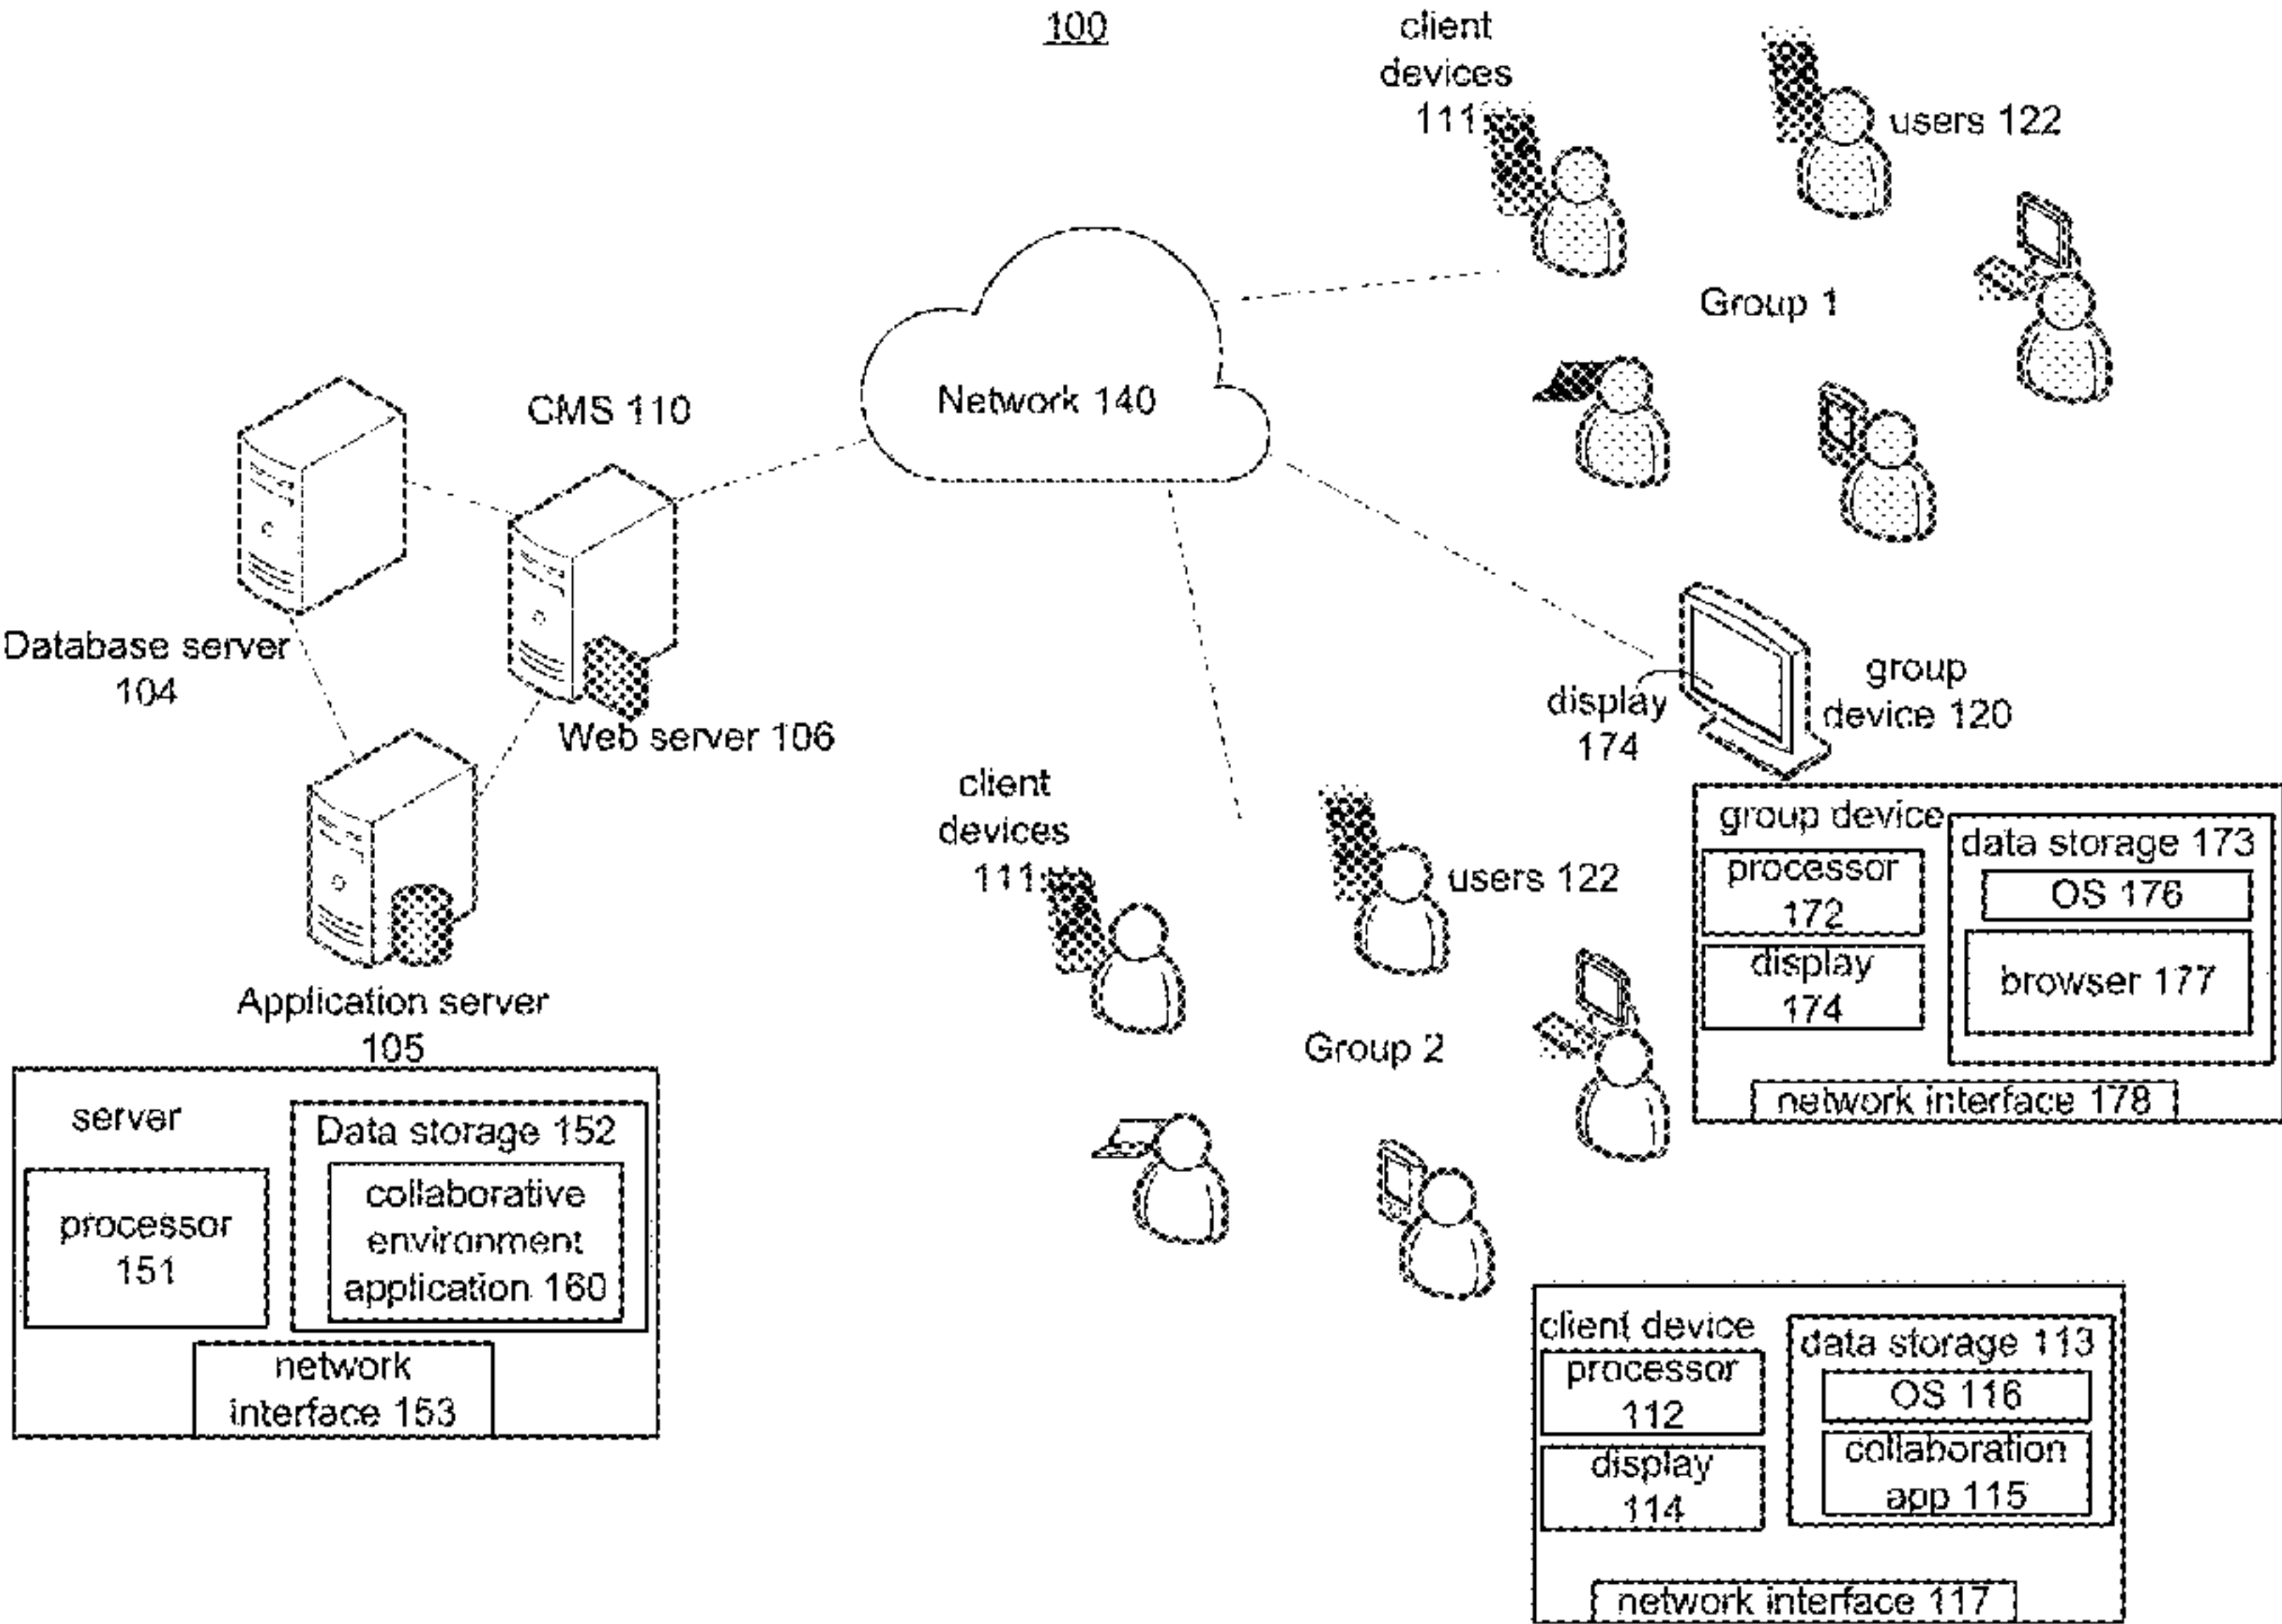 100
client
devices
111
users 122
Group 1
Network 140
CMS 110
Database server
104
Web server 106
Application server
105
display
174
group
device 120
client
devices
111
users 122
Group 2
group device
processor
172
display
174
data storage 173
OS 176
browser 177
network interface 178
server
processor
151
Data storage 152
collaborative
environment
application 160
network
interface 153
client device
processor
112
display
114
data storage 113
OS 116
collaboration
app 115
network interface 117